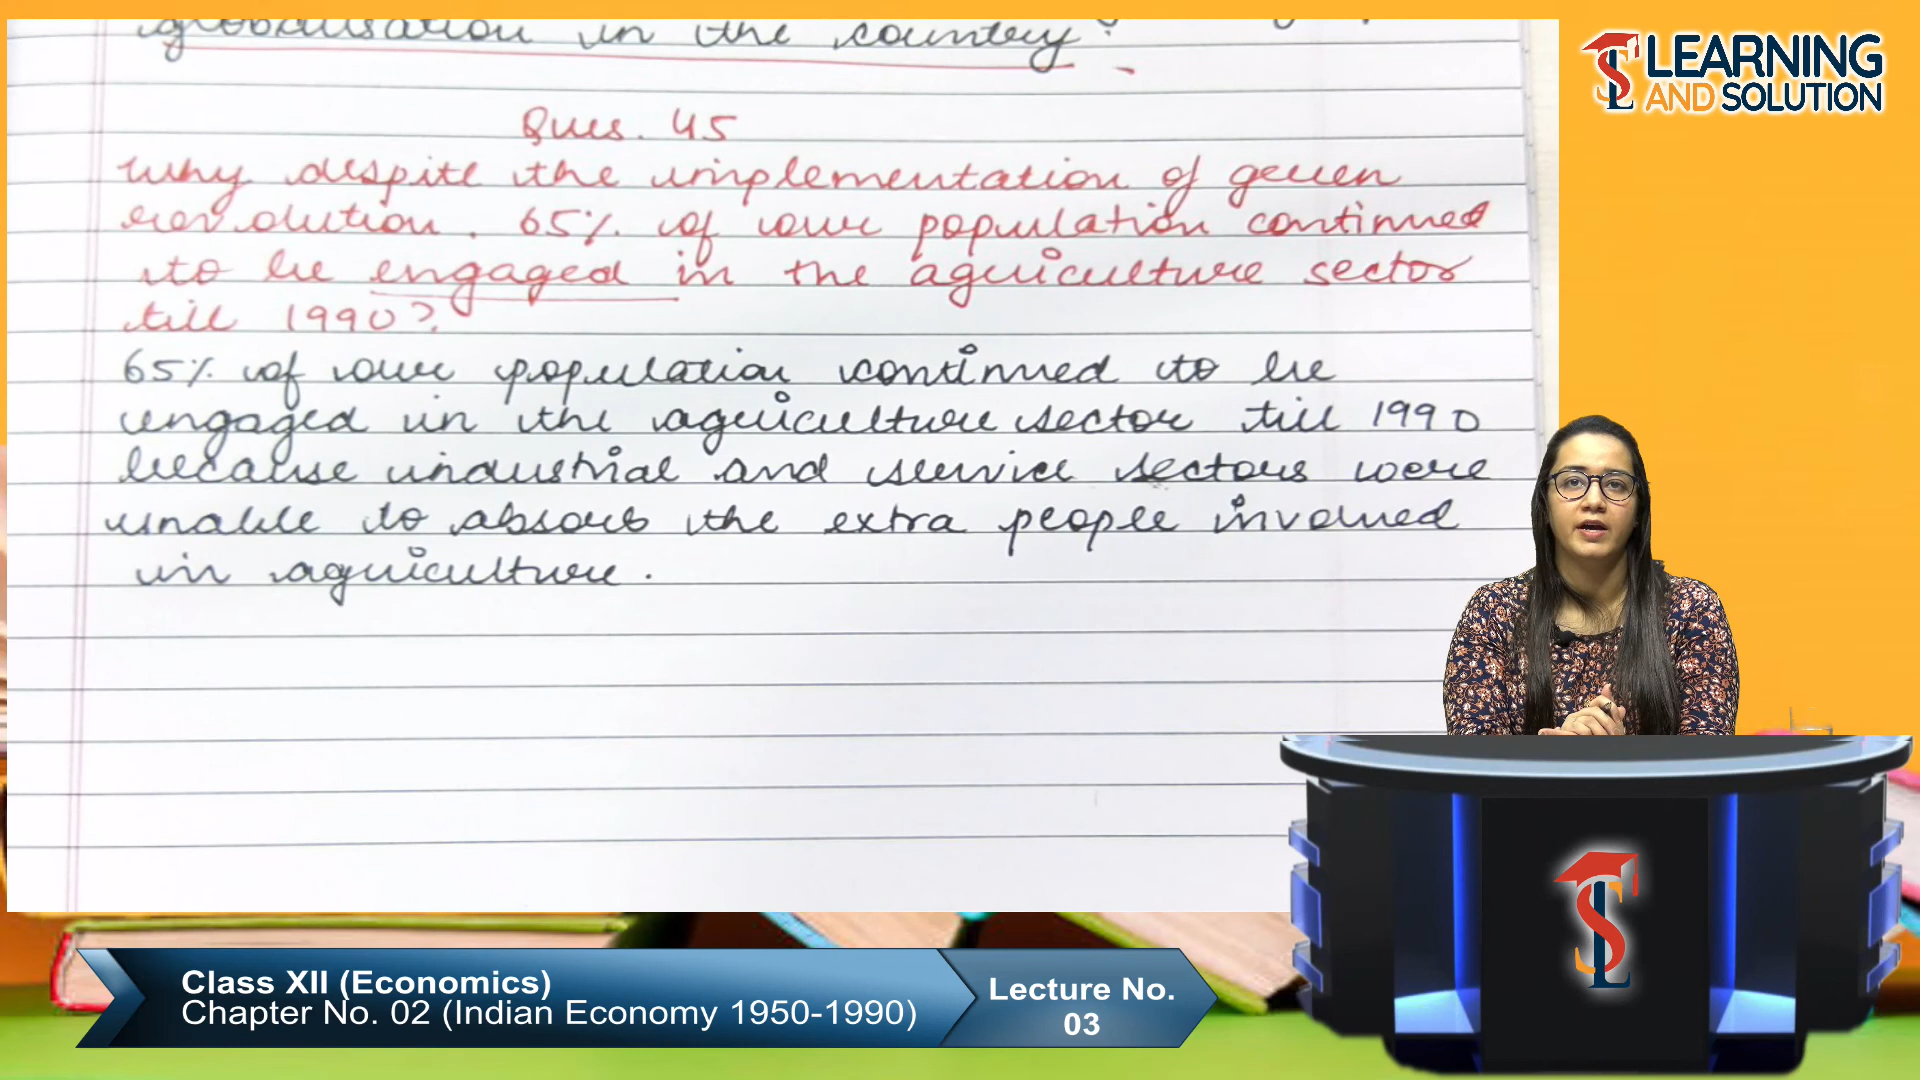 globalisation in the country?
Ques. 45
Why despite the implementation of green
revolution. 65% of our population continued
to be engaged in the agriculture sector
till 1990?
65% of our population continued to be
engaged in the agriculture sector till 1990
because industrial and service sectors were
unable to absorb the extra people involved
in agriculture.
LEARNING
AND SOLUTION
Class XII (Economics)
Chapter No. 02 (Indian Economy 1950-1990)
Lecture No.
03